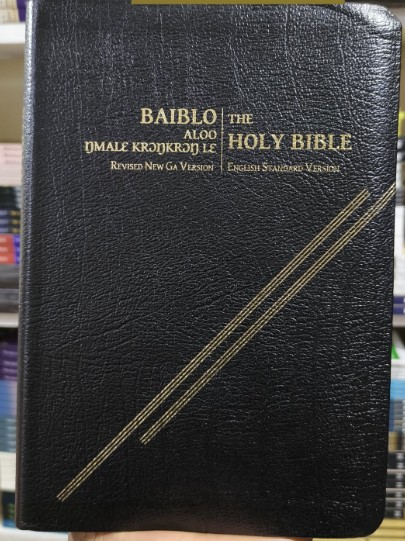 BAIBLO
ALOO
ŊMALƐ KRƆŊKRƆŊ LƐ
REVISED NEW GA VERSION
THE
HOLY BIBLE
ENGLISH STANDARD VERSION